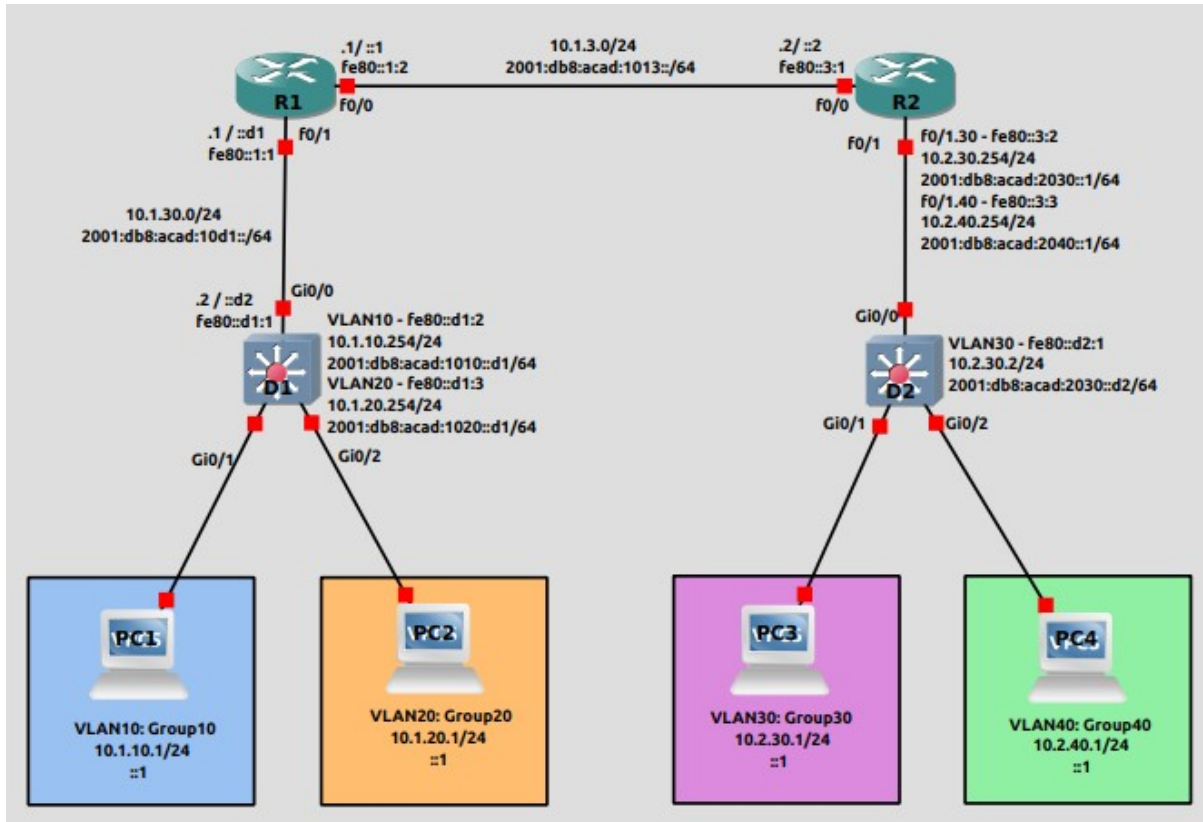 .1/ ::1
fe80::1:2
10.1.3.0/24
2001:db8:acad:1013::/64
.2/ ::2
fe80::3:1
R1
f0/0
f0/0
R2
.1 / ::d1
fe80::1:1
f0/1
f0/1
f0/1.30 - fe80::3:2
10.2.30.254/24
2001:db8:acad:2030::1/64
f0/1.40 - fe80::3:3
10.2.40.254/24
2001:db8:acad:2040::1/64
10.1.30.0/24
2001:db8:acad:10d1::/64
Gi0/0
.2 / ::d2
fe80::d1:1
D1
VLAN10 - fe80::d1:2
10.1.10.254/24
2001:db8:acad:1010::d1/64
VLAN20 - fe80::d1:3
10.1.20.254/24
2001:db8:acad:1020::d1/64
Gi0/0
D2
VLAN30 - fe80::d2:1
10.2.30.2/24
2001:db8:acad:2030::d2/64
Gi0/1
Gi0/2
Gi0/1
Gi0/2
PC1
VLAN10: Group10
10.1.10.1/24
::1
PC2
VLAN20: Group20
10.1.20.1/24
::1
PC3
VLAN30: Group30
10.2.30.1/24
::1
PC4
VLAN40: Group40
10.2.40.1/24
::1